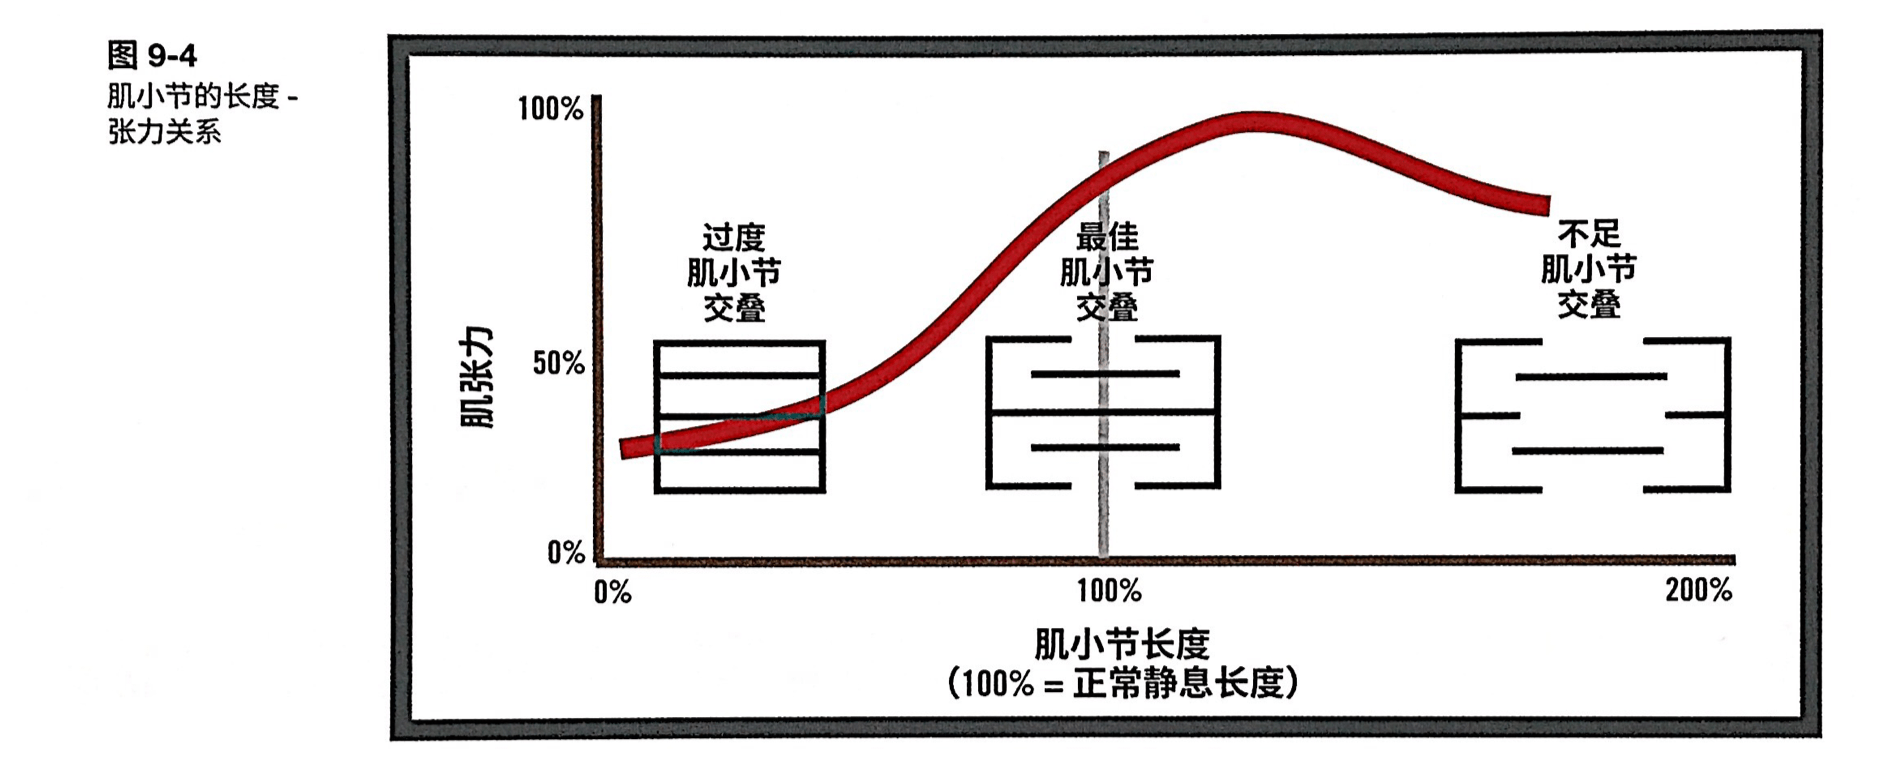 图 9-4
肌小节的长度 -
张力关系
100%
50%
0%
肌张力
过度
肌小节
交叠
最佳
肌小节
交叠
不足
肌小节
交叠
0%
100%
200%
肌小节长度
（100% = 正常静息长度）